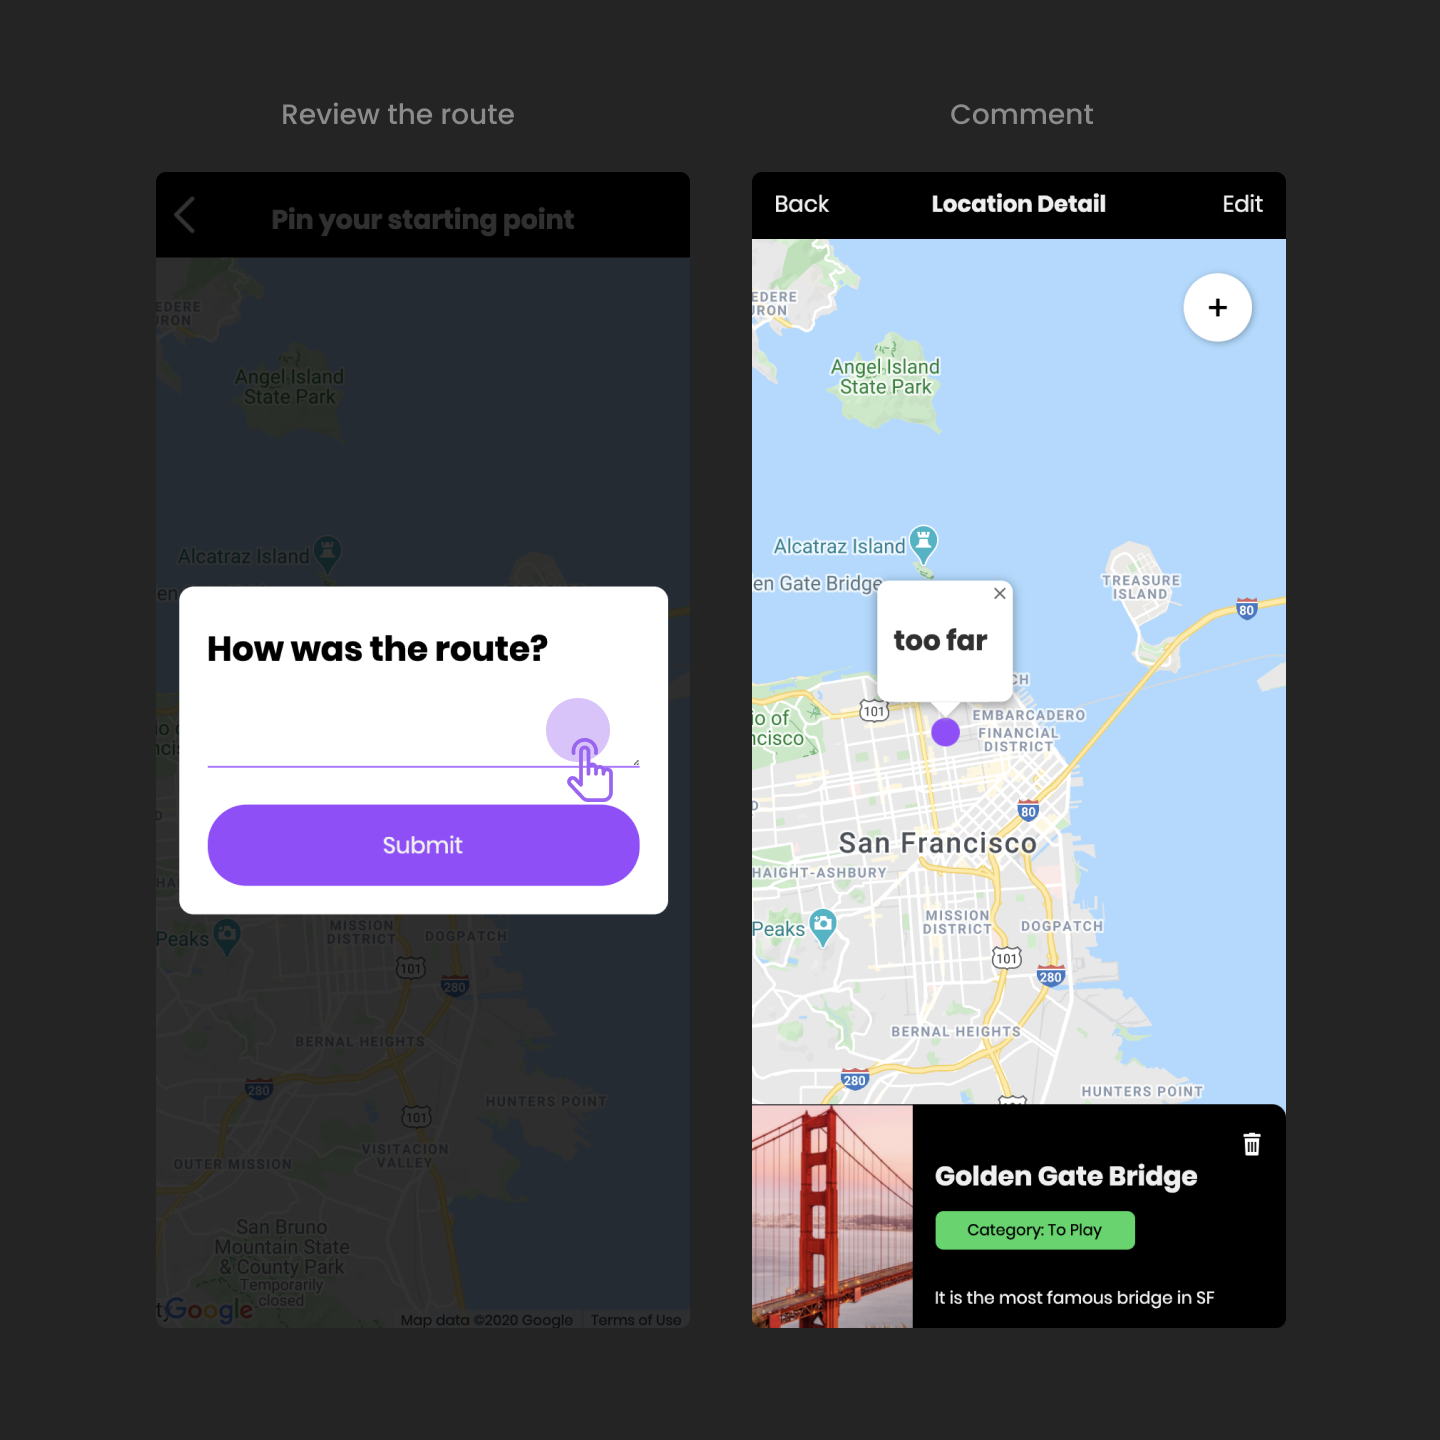 Review the route
Comment
Pin your starting point
EDERE
URON
Angel Island
State Park
Alcatraz Island
en
How was the route?
Submit
Peaks
MISSION
DISTRICT
DOGPATCH
101
280
BERNAL HEIGHTS
280
HUNTERS POINT
101
VISITACION
VALLEY
OUTER MISSION
San Bruno
Mountain State
& County Park
Temporarily
closed
Google
Map data ©2020 Google
Terms of Use
Back
Location Detail
Edit
EDERE
URON
+
Angel Island
State Park
Alcatraz Island
en Gate Bridge
TREASURE
ISLAND
80
too far
CH
101
EMBARCADERO
io of
ncisco
FINANCIAL
DISTRICT
80
San Francisco
HAIGHT-ASHBURY
MISSION
DISTRICT
DOGPATCH
Peaks
101
280
BERNAL HEIGHTS
280
HUNTERS POINT
Golden Gate Bridge
Category: To Play
It is the most famous bridge in SF